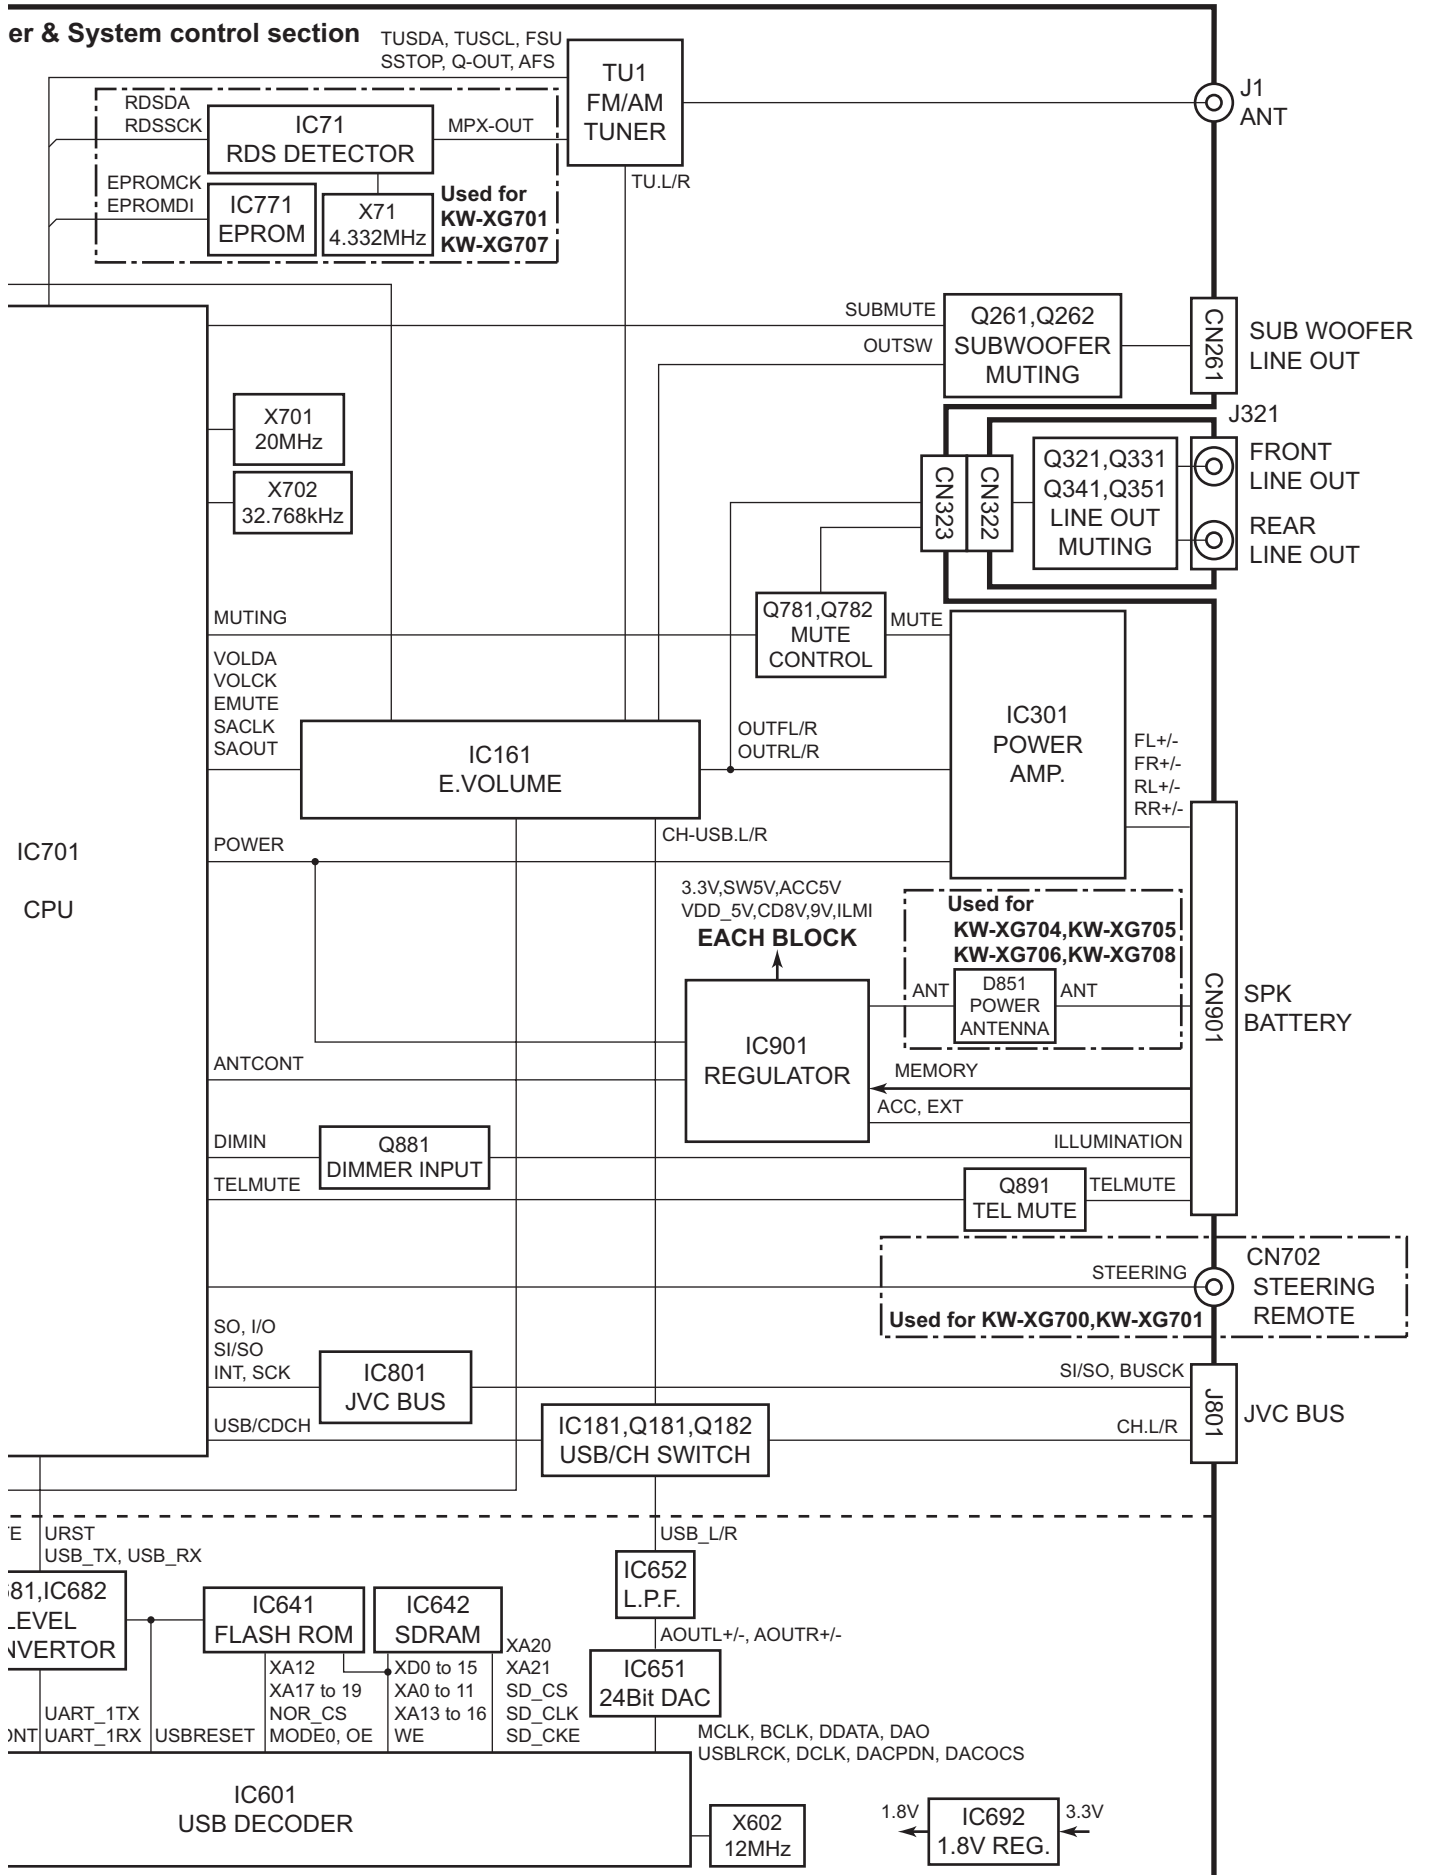 er & System control section
TUSDA, TUSCL, FSU
SSTOP, Q-OUT, AFS
TU1
FM/AM
TUNER
J1
ANT
RDSDA
RDSSCK
IC71
RDS DETECTOR
MPX-OUT
EPROMCK
EPROMDI
IC771
EPROM
X71
4.332MHz
Used for
KW-XG701
KW-XG707
TU.L/R
SUBMUTE
OUTSW
Q261,Q262
SUBWOOFER
MUTING
CN261
SUB WOOFER
LINE OUT
X701
20MHz
X702
32.768kHz
J321
CN323
CN322
Q321,Q331
Q341,Q351
LINE OUT
MUTING
FRONT
LINE OUT
REAR
LINE OUT
MUTING
Q781,Q782
MUTE
CONTROL
MUTE
VOLDA
VOLCK
EMUTE
SACLK
SAOUT
IC161
E.VOLUME
OUTFL/R
OUTRL/R
IC301
POWER
AMP.
FL+/-
FR+/-
RL+/-
RR+/-
IC701
CPU
POWER
CH-USB.L/R
3.3V,SW5V,ACC5V
VDD_5V,CD8V,9V,ILMI
EACH BLOCK
Used for
KW-XG704,KW-XG705
KW-XG706,KW-XG708
ANT
D851
POWER
ANTENNA
ANT
CN901
SPK
BATTERY
IC901
REGULATOR
ANTCONT
MEMORY
ACC, EXT
DIMIN
Q881
DIMMER INPUT
ILLUMINATION
TELMUTE
Q891
TEL MUTE
TELMUTE
STEERING
CN702
STEERING
REMOTE
Used for KW-XG700,KW-XG701
SO, I/O
SI/SO
INT, SCK
IC801
JVC BUS
SI/SO, BUSCK
USB/CDCH
IC181,Q181,Q182
USB/CH SWITCH
CH.L/R
J801
JVC BUS
E
URST
USB_TX, USB_RX
USB_L/R
81,IC682
LEVEL
NVERTOR
IC641
FLASH ROM
IC642
SDRAM
IC652
L.P.F.
AOUTL+/-, AOUTR+/-
XA12
XA17 to 19
NOR_CS
MODE0, OE
XD0 to 15
XA0 to 11
XA13 to 16
WE
XA20
XA21
SD_CS
SD_CLK
SD_CKE
IC651
24Bit DAC
NT
UART_1TX
UART_1RX
USBRESET
MCLK, BCLK, DDATA, DAO
USBLRCK, DCLK, DACPDN, DACOCS
IC601
USB DECODER
X602
12MHz
1.8V
IC692
1.8V REG.
3.3V